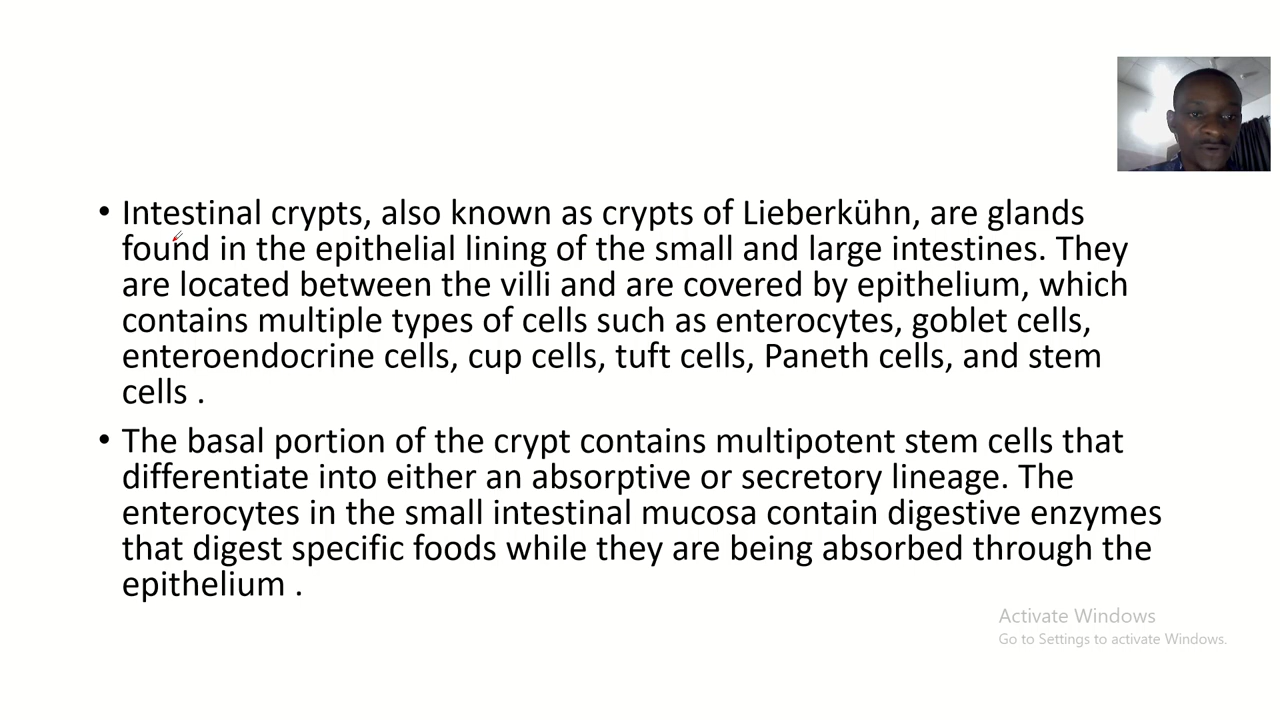 • Intestinal crypts, also known as crypts of Lieberkühn, are glands
found in the epithelial lining of the small and large intestines. They
are located between the villi and are covered by epithelium, which
contains multiple types of cells such as enterocytes, goblet cells,
enteroendocrine cells, cup cells, tuft cells, Paneth cells, and stem
cells .
• The basal portion of the crypt contains multipotent stem cells that
differentiate into either an absorptive or secretory lineage. The
enterocytes in the small intestinal mucosa contain digestive enzymes
that digest specific foods while they are being absorbed through the
epithelium .
Activate Windows
Go to Settings to activate Windows.